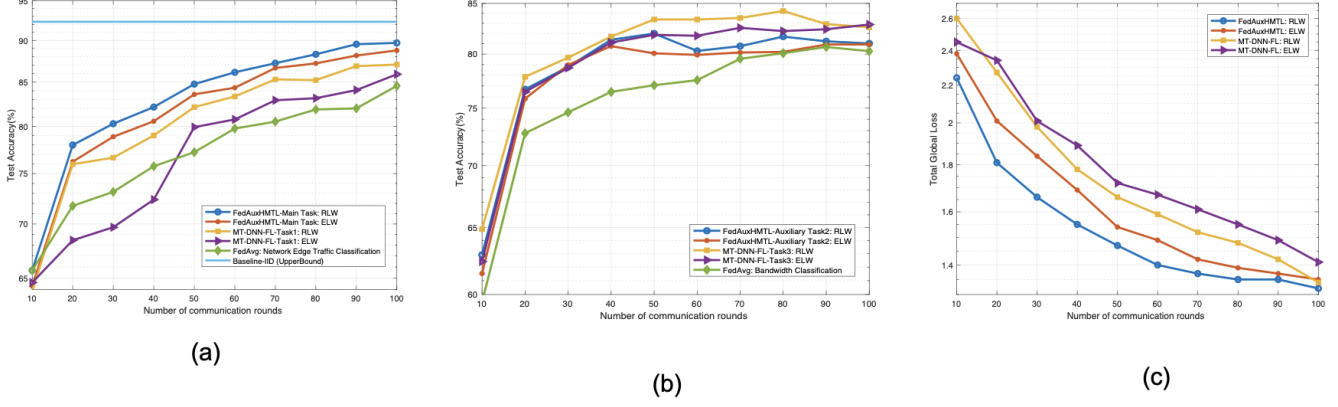 95
90
85
80
75
70
65
Test Accuracy(%)
FedAuxHMTL-Main Task: RLW
FedAuxHMTL-Main Task: ELW
MT-DNN-FL-Task1: RLW
MT-DNN-FL-Task1: ELW
FedAvg: Network Edge Traffic Classification
Baseline-IID (UpperBound)
10 20 30 40 50 60 70 80 90 100
Number of communication rounds
(a)
85
80
75
70
65
60
Test Accuracy(%)
FedAuxHMTL-Auxiliary Task2: RLW
FedAuxHMTL-Auxiliary Task2: ELW
MT-DNN-FL-Task3: RLW
MT-DNN-FL-Task3: ELW
FedAvg: Bandwidth Classification
10 20 30 40 50 60 70 80 90 100
Number of communication rounds
(b)
2.6
2.4
2.2
2
1.8
1.6
1.4
Total Global Loss
FedAuxHMTL: RLW
FedAuxHMTL: ELW
MT-DNN-FL: RLW
MT-DNN-FL: ELW
10 20 30 40 50 60 70 80 90 100
Number of communication rounds
(c)